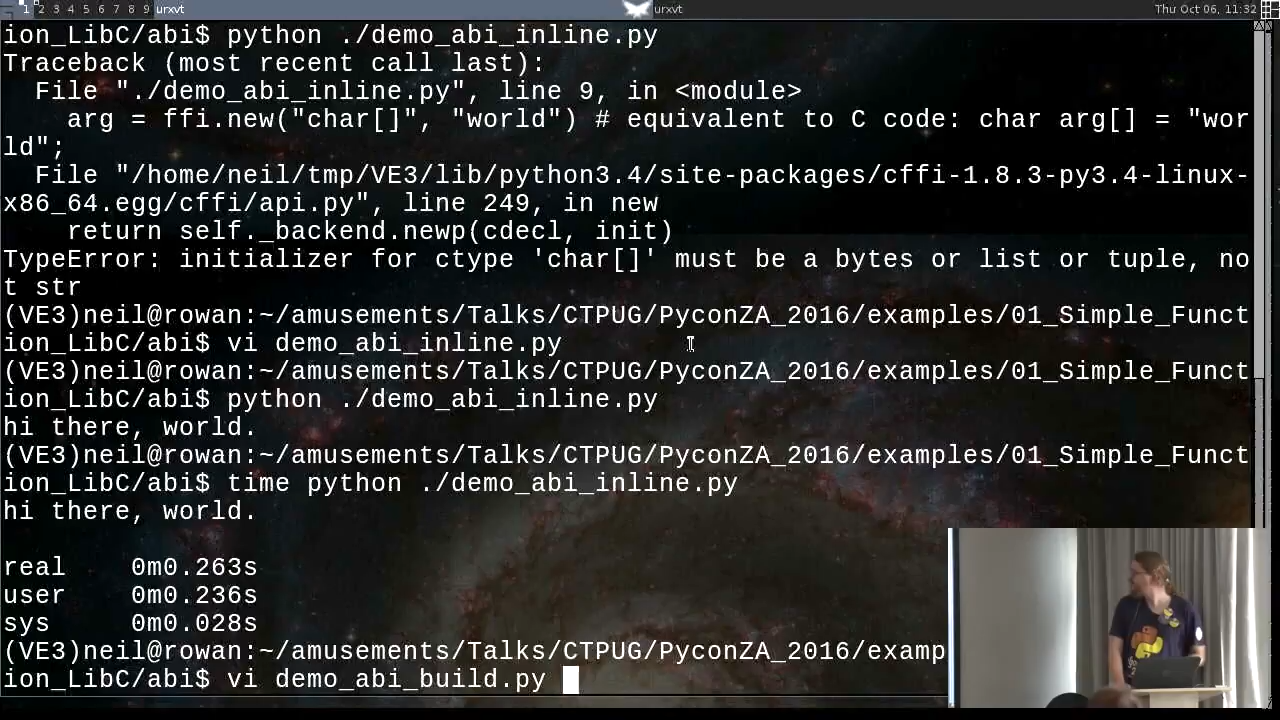 1 2 3 4 5 6 7 8 9 urxvt urxvt Thu Oct 06, 11:32
ion_LibC/abi$ python ./demo_abi_inline.py
Traceback (most recent call last):
  File "./demo_abi_inline.py", line 9, in <module>
    arg = ffi.new("char[]", "world") # equivalent to C code: char arg[] = "wor
ld";
  File "/home/neil/tmp/VE3/lib/python3.4/site-packages/cffi-1.8.3-py3.4-linux-
x86_64.egg/cffi/api.py", line 249, in new
    return self._backend.newp(cdecl, init)
TypeError: initializer for ctype 'char[]' must be a bytes or list or tuple, no
t str
(VE3)neil@rowan:~/amusements/Talks/CTPUG/PyconZA_2016/examples/01_Simple_Funct
ion_LibC/abi$ vi demo_abi_inline.py
(VE3)neil@rowan:~/amusements/Talks/CTPUG/PyconZA_2016/examples/01_Simple_Funct
ion_LibC/abi$ python ./demo_abi_inline.py
hi there, world.
(VE3)neil@rowan:~/amusements/Talks/CTPUG/PyconZA_2016/examples/01_Simple_Funct
ion_LibC/abi$ time python ./demo_abi_inline.py
hi there, world.
real    0m0.263s
user    0m0.236s
sys     0m0.028s
(VE3)neil@rowan:~/amusements/Talks/CTPUG/PyconZA_2016/examp
ion_LibC/abi$ vi demo_abi_build.py